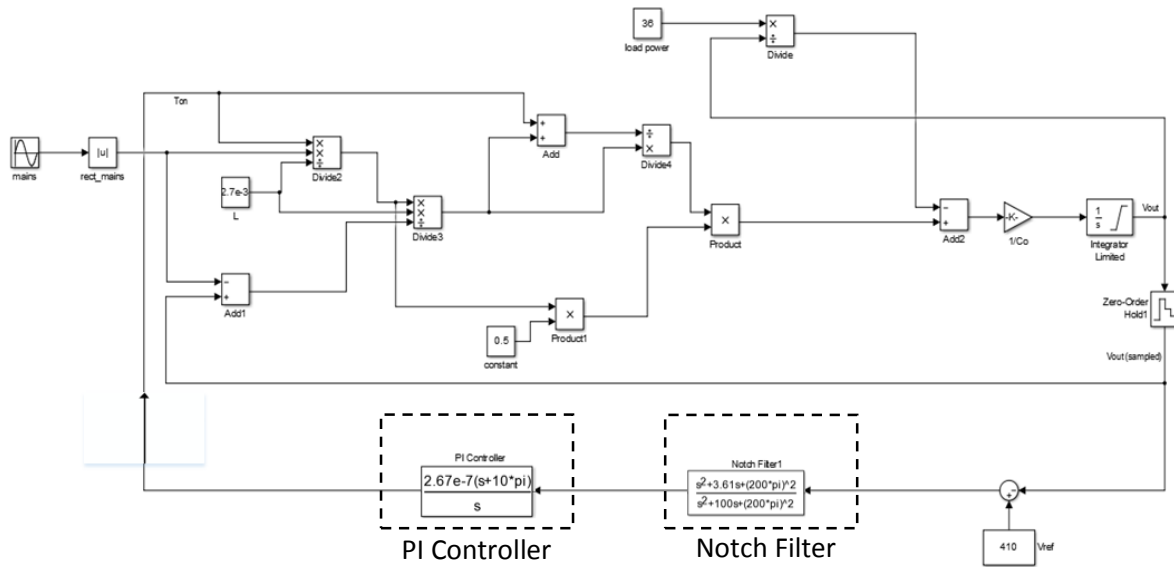 36
load power
×
÷
Divide
Ton
mains
|u|
rect_mains
×
×
÷
Divide2
2.7e-3
L
×
×
÷
Divide3
+
+
Add
÷
×
Divide4
×
Product
−
+
Add1
0.5
constant
×
Product1
−
+
Add2
-K-
1/Co
1
s
Integrator
Limited
Vout
Zero-Order
Hold1
Vout (sampled)
PI Controller
2.67e-7(s+10*pi)
s
PI Controller
Notch Filter1
s^2+3.61s+(200*pi)^2
s^2+100s+(200*pi)^2
Notch Filter
−
+
410
Vref